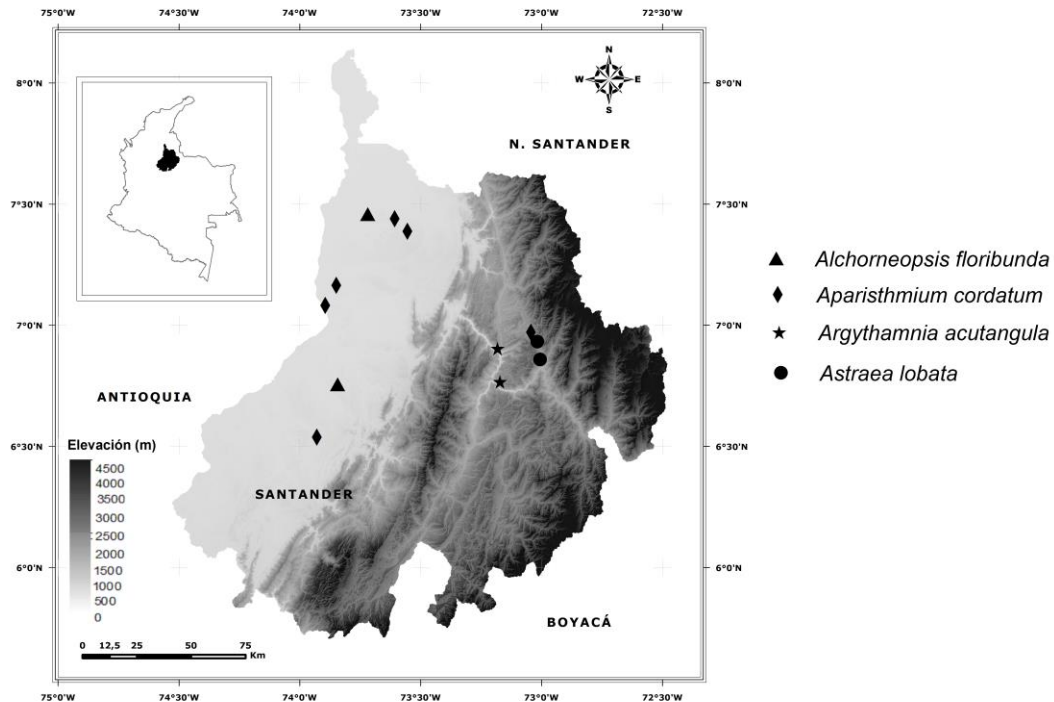 75°0'W 74°30'W 74°0'W 73°30'W 73°0'W 72°30'W
8°0'N 8°0'N
N
W E
S
N. SANTANDER
7°30'N 7°30'N
7°0'N 7°0'N
ANTIOQUIA
6°30'N 6°30'N
Elevación (m)
4500
4000
3500
3000
2500
2000
1500
1000
500
0
SANTANDER
6°0'N 6°0'N
BOYACÁ
0 12,5 25 50 75
Km
75°0'W 74°30'W 74°0'W 73°30'W 73°0'W 72°30'W
Alchorneopsis floribunda
Aparisthmium cordatum
Argythamnia acutangula
Astraea lobata